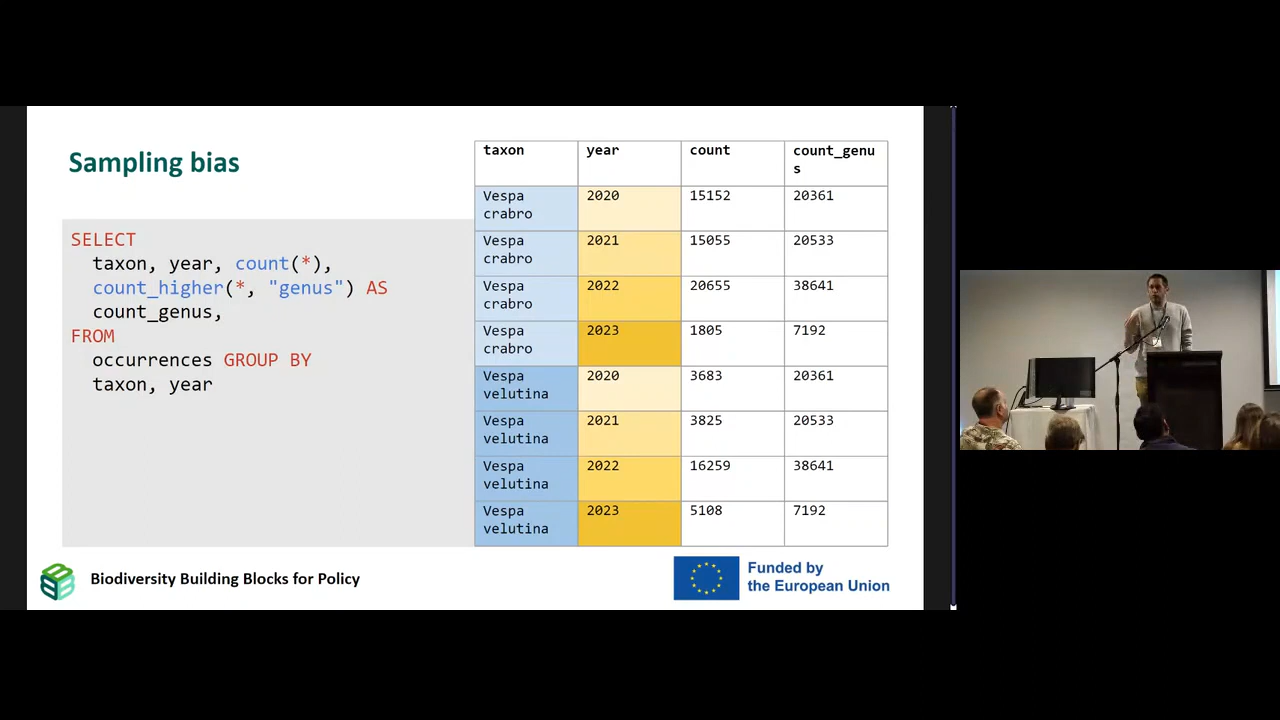 Sampling bias
SELECT
taxon, year, count(*),
count_higher(*, "genus") AS
count_genus,
FROM
occurrences GROUP BY
taxon, year
taxon year count count_genu
s
Vespa 2020 15152 20361
crabro
Vespa 2021 15055 20533
crabro
Vespa 2022 20655 38641
crabro
Vespa 2023 1805 7192
crabro
Vespa 2020 3683 20361
velutina
Vespa 2021 3825 20533
velutina
Vespa 2022 16259 38641
velutina
Vespa 2023 5108 7192
velutina
Biodiversity Building Blocks for Policy
Funded by
the European Union